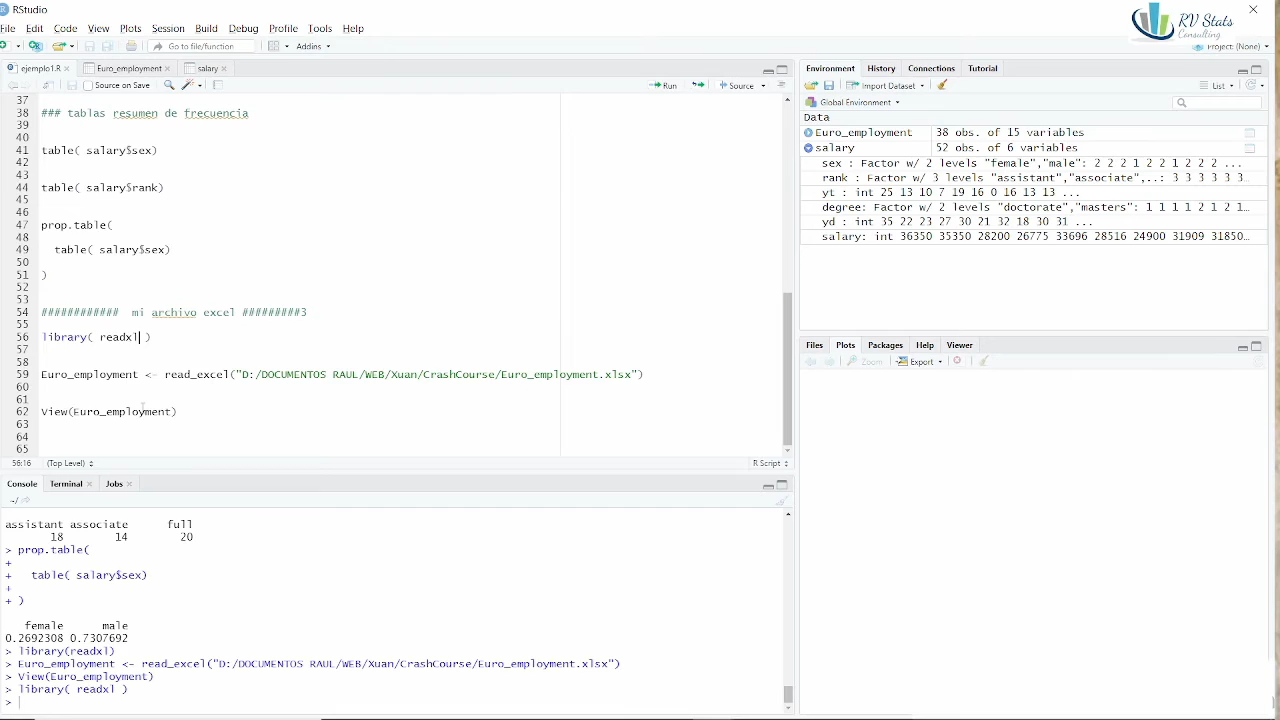 RStudio
File Edit Code View Plots Session Build Debug Profile Tools Help
RV Stats
Consulting
Go to file/function
Addins
Project: (None)
ejemplo1.R
Euro_employment
salary
Source on Save
Run
Source
37
38 ### tablas resumen de frecuencia
39
40
41 table( salary$sex)
42
43
44 table( salary$rank)
45
46
47 prop.table(
48
49 table( salary$sex)
50
51 )
52
53
54 ############ mi archivo excel #########3
55
56 library( readxl )
57
58
59 Euro_employment <- read_excel("D:/DOCUMENTOS RAUL/WEB/Xuan/CrashCourse/Euro_employment.xlsx")
60
61
62 View(Euro_employment)
63
64
65
56:16 (Top Level) R Script
Console Terminal Jobs
~/
assistant associate full
18 14 20
> prop.table(
+
+ table( salary$sex)
+
+ )
female male
0.2692308 0.7307692
> library(readxl)
> Euro_employment <- read_excel("D:/DOCUMENTOS RAUL/WEB/Xuan/CrashCourse/Euro_employment.xlsx")
> View(Euro_employment)
> library( readxl )
>
Environment History Connections Tutorial
Import Dataset
List
Global Environment
Data
Euro_employment 38 obs. of 15 variables
salary 52 obs. of 6 variables
sex : Factor w/ 2 levels "female","male": 2 2 2 1 2 2 1 2 2 2 ...
rank : Factor w/ 3 levels "assistant","associate",..: 3 3 3 3 3 3 3…
yt : int 25 13 10 7 19 16 0 16 13 13 ...
degree: Factor w/ 2 levels "doctorate","masters": 1 1 1 1 2 1 2 1…
yd : int 35 22 23 27 30 21 32 18 30 31 ...
salary: int 36350 35350 28200 26775 33696 28516 24900 31909 31850…
Files Plots Packages Help Viewer
Zoom Export